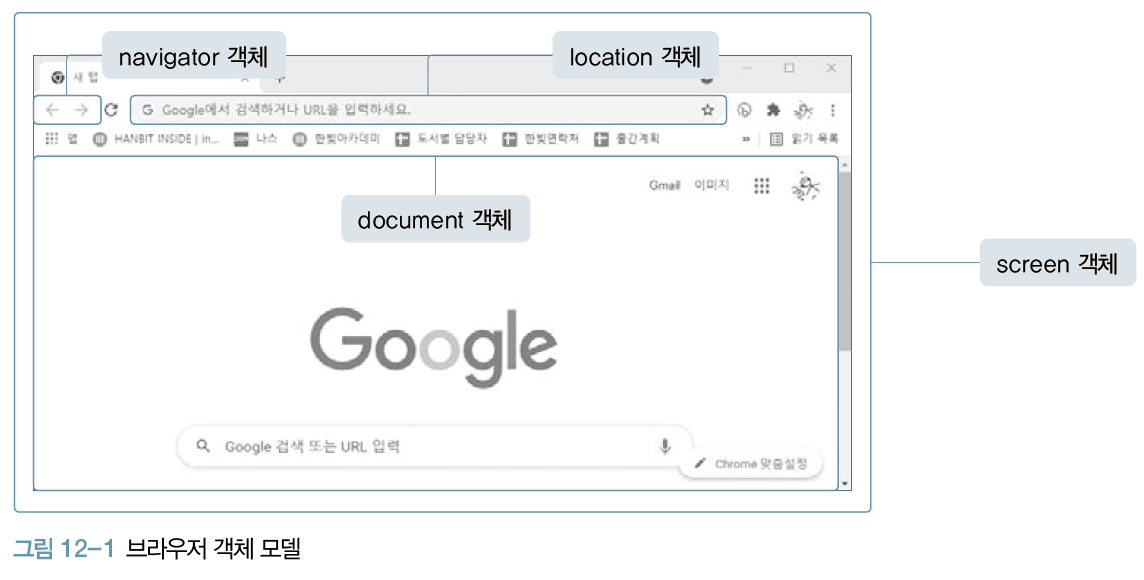 navigator 객체
location 객체
새 탭
Google에서 검색하거나 URL을 입력하세요.
앱 HANBIT INSIDE | in... 나스 한빛아카데미 도서별 담당자 한빛연락처 출간계획 » 읽기 목록
Gmail 이미지
document 객체
screen 객체
Google
Google 검색 또는 URL 입력
Chrome 맞춤설정
그림 12-1 브라우저 객체 모델